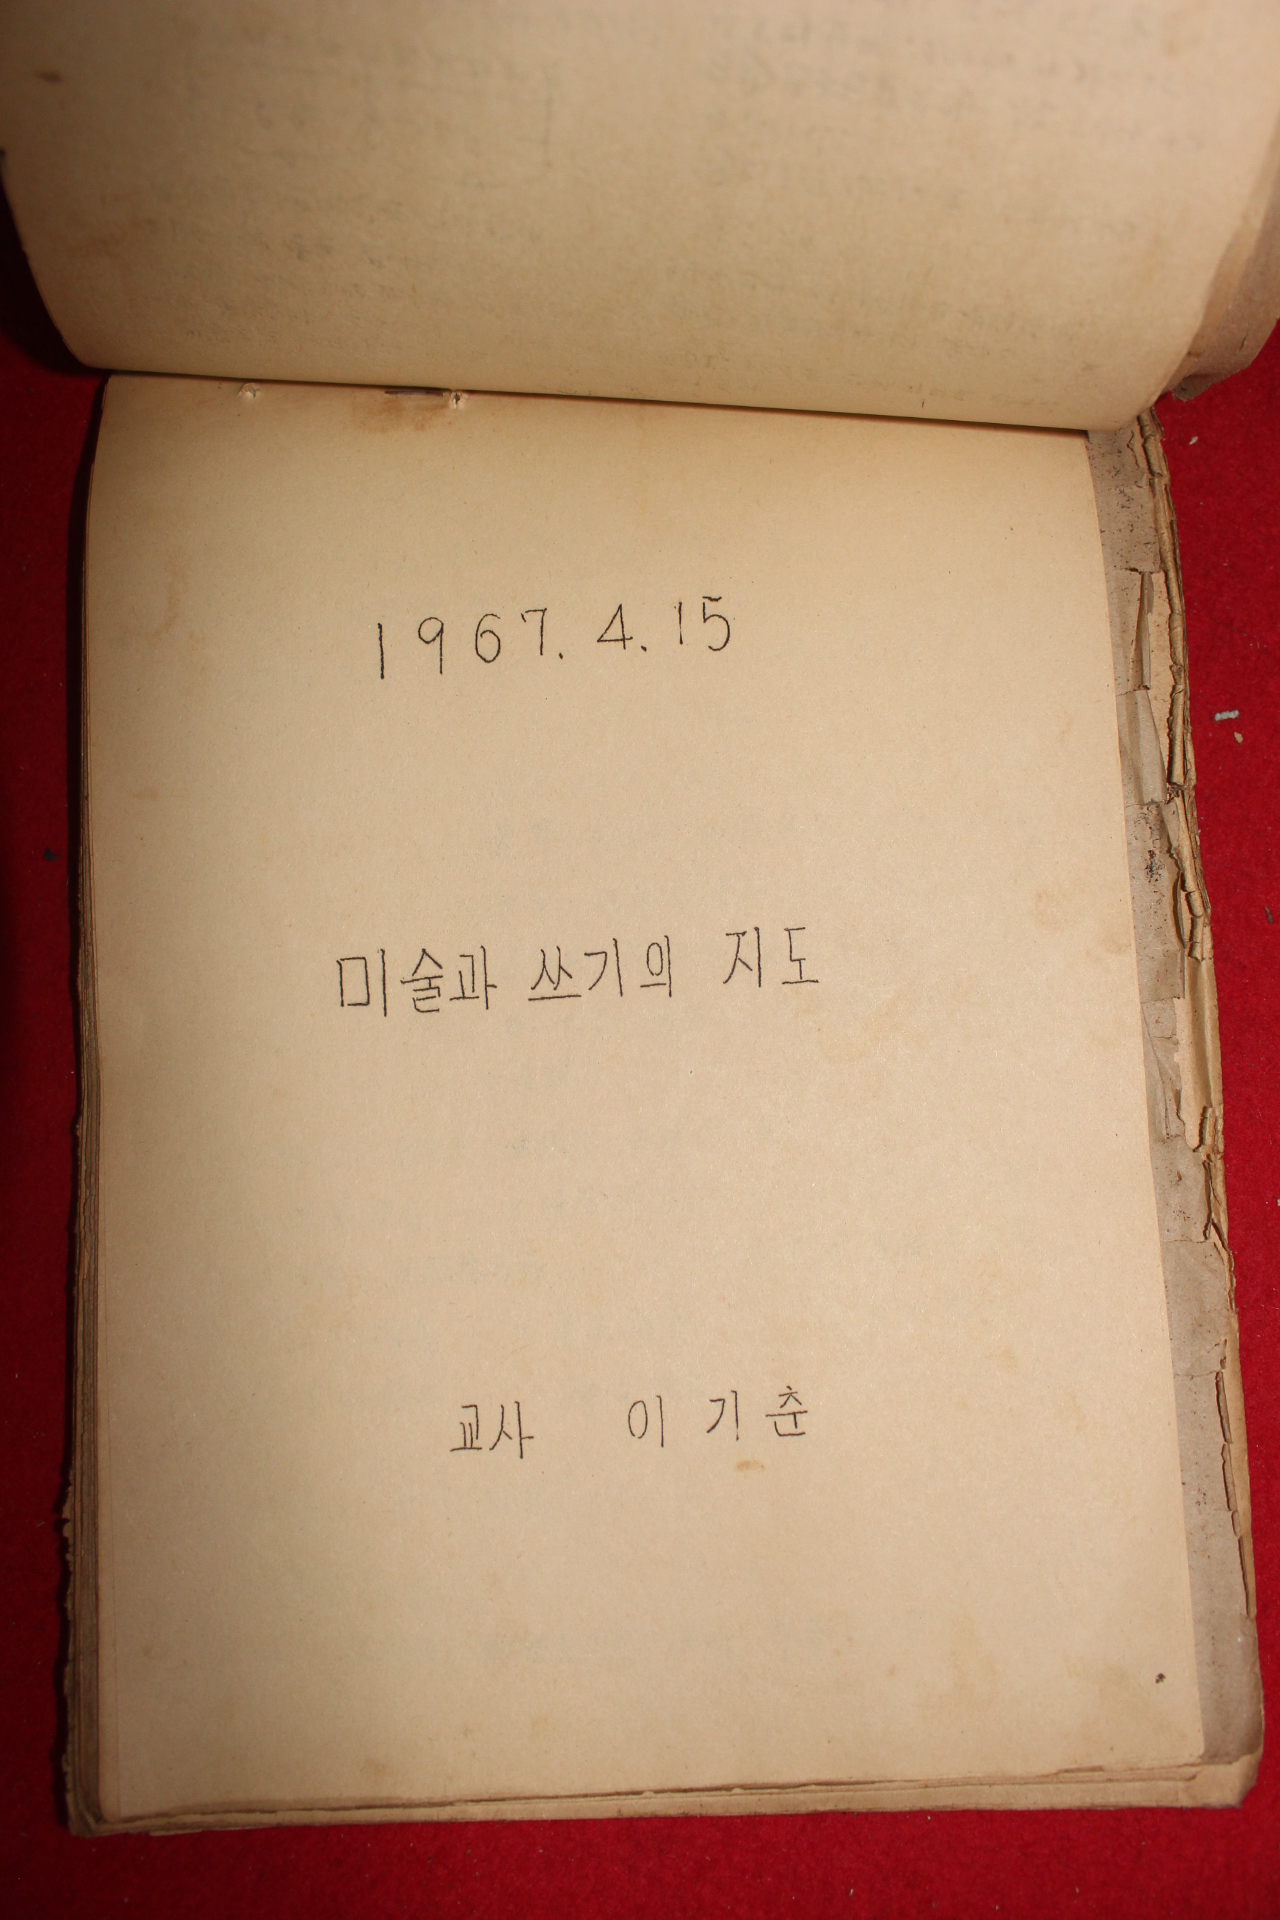 1967. 4. 15
미술과 쓰기의 지도
교사 이기춘